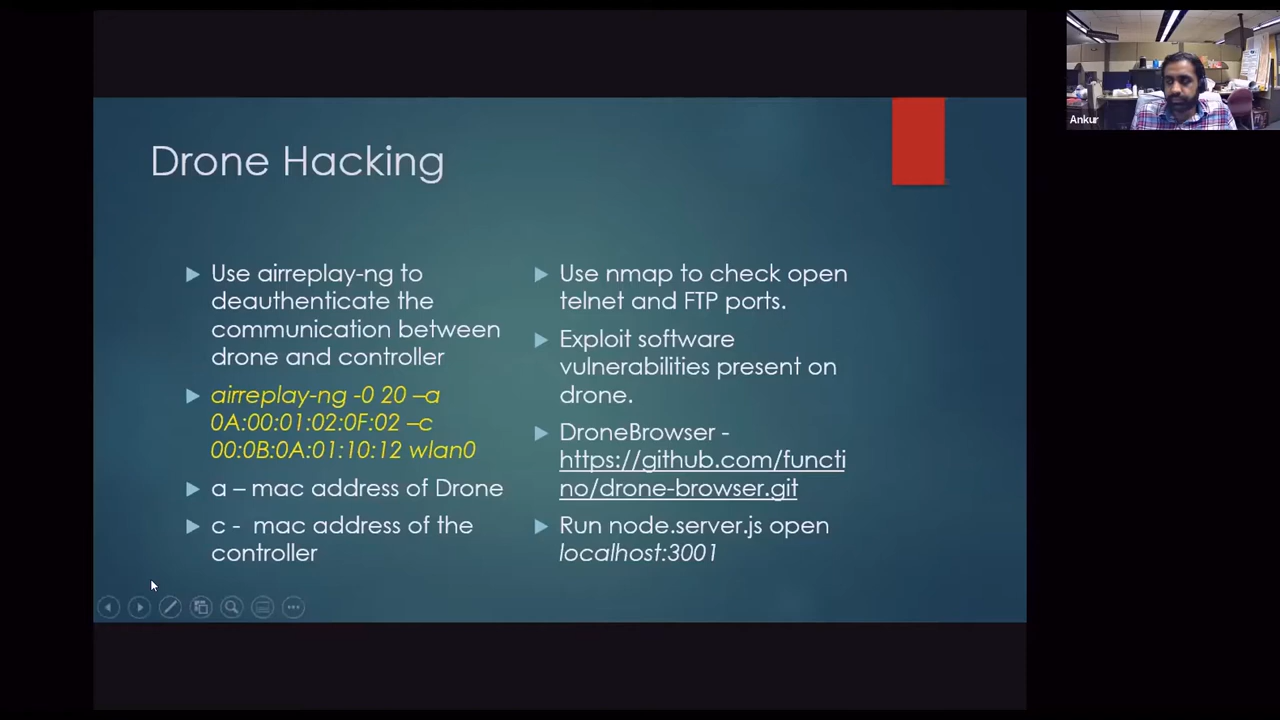 Drone Hacking
Use airreplay-ng to
deauthenticate the
communication between
drone and controller
airreplay-ng -0 20 –a
0A:00:01:02:0F:02 –c
00:0B:0A:01:10:12 wlan0
a – mac address of Drone
c - mac address of the
controller
Use nmap to check open
telnet and FTP ports.
Exploit software
vulnerabilities present on
drone.
DroneBrowser -
https://github.com/functi
no/drone-browser.git
Run node.server.js open
localhost:3001
Ankur